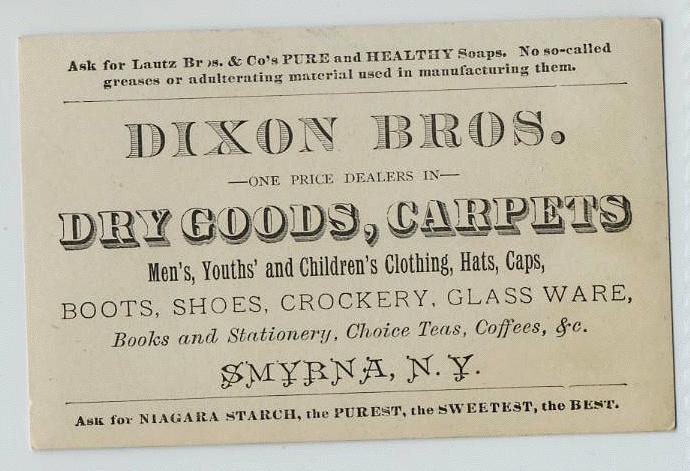 Ask for Lautz Bros. & Co's PURE and HEALTHY Soaps. No so-called
greases or adulterating material used in manufacturing them.
DIXON BROS.
—ONE PRICE DEALERS IN—
DRY GOODS, CARPETS
Men's, Youths' and Children's Clothing, Hats, Caps,
BOOTS, SHOES, CROCKERY, GLASS WARE,
Books and Stationery, Choice Teas, Coffees, &c.
SMYRNA, N. Y.
Ask for NIAGARA STARCH, the PUREST, the SWEETEST, the BEST.